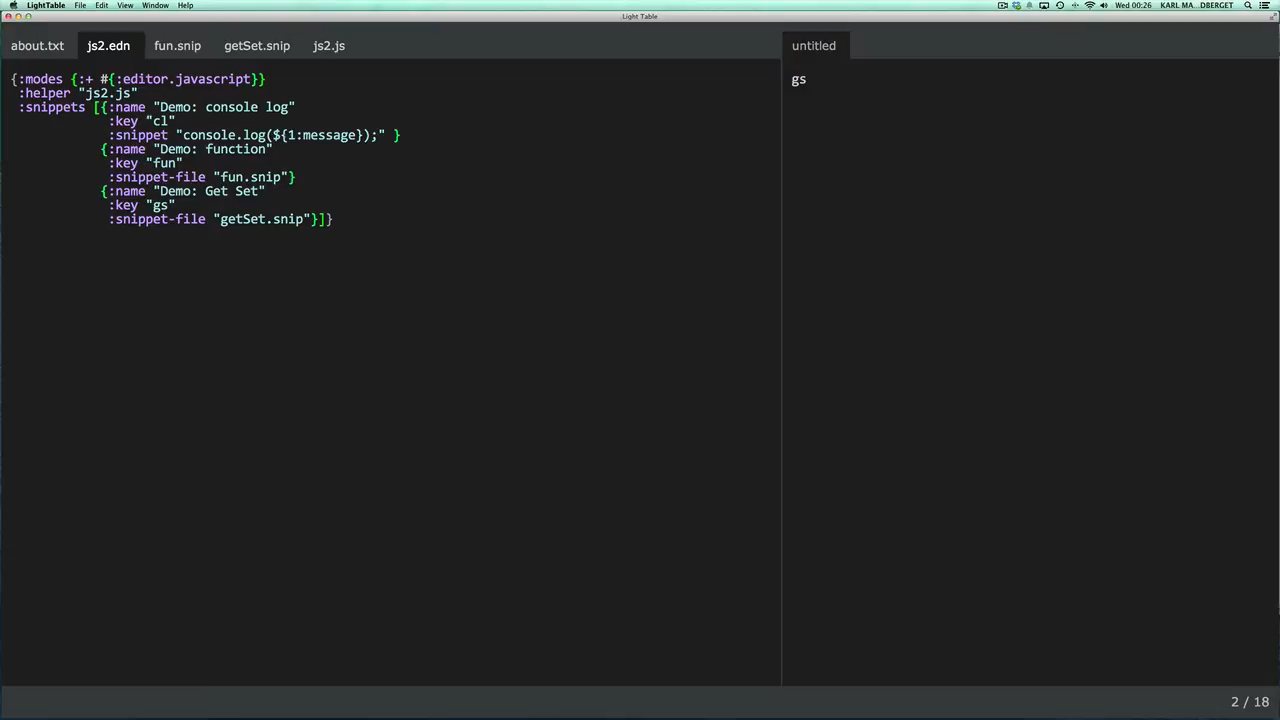 LightTable File Edit View Window Help Wed 00:26 KARL MA...DBERGET
Light Table
about.txt js2.edn fun.snip getSet.snip js2.js untitled
{:modes {:+ #{:editor.javascript}}
:helper "js2.js"
:snippets [{:name "Demo: console log"
:key "cl"
:snippet "console.log(${1:message});" }
{:name "Demo: function"
:key "fun"
:snippet-file "fun.snip"}
{:name "Demo: Get Set"
:key "gs"
:snippet-file "getSet.snip"}]}
gs
2 / 18